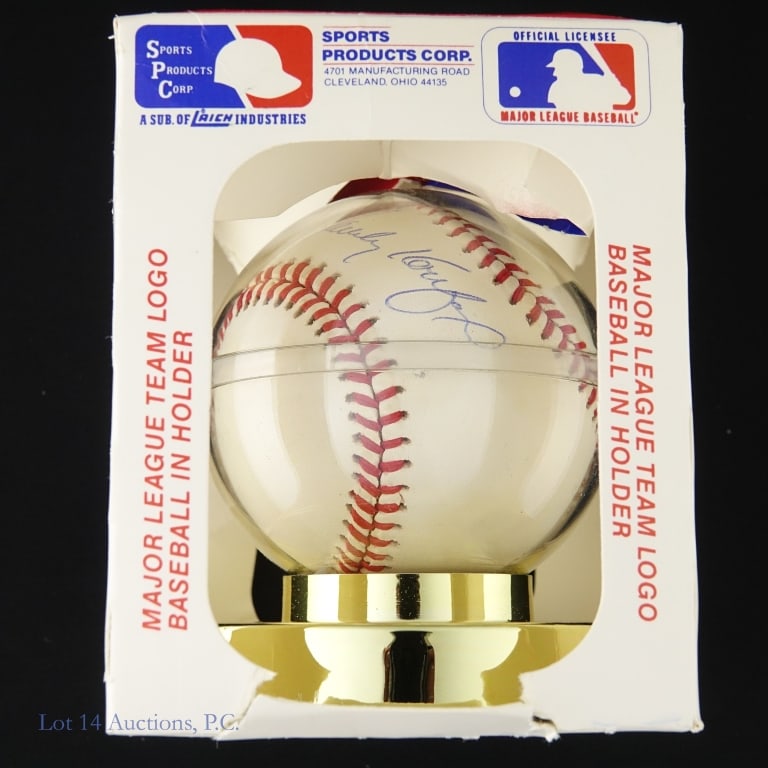 SPORTS
PRODUCTS
CORP
A SUB. OF LAICH INDUSTRIES
SPORTS
PRODUCTS CORP.
4701 MANUFACTURING ROAD
CLEVELAND, OHIO 44135
OFFICIAL LICENSEE
MAJOR LEAGUE BASEBALL
MAJOR LEAGUE TEAM LOGO
BASEBALL IN HOLDER
Sandy Koufax
MAJOR LEAGUE TEAM LOGO
BASEBALL IN HOLDER
Lot 14 Auctions, P.C.